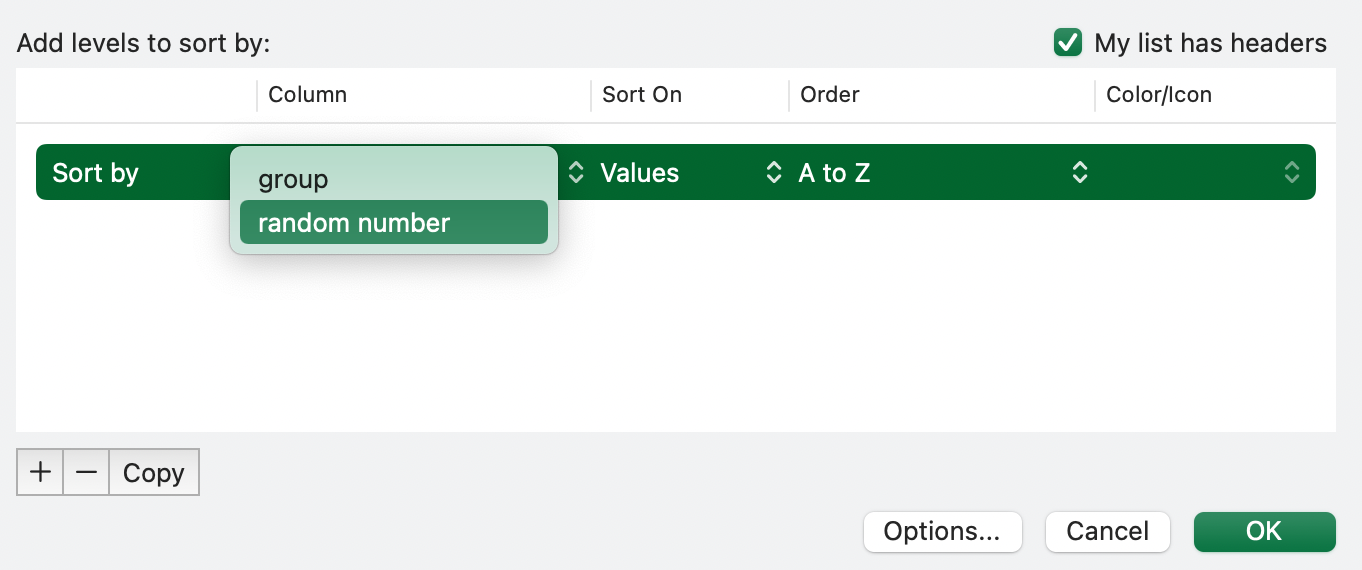 Add levels to sort by:
My list has headers
Column
Sort On
Order
Color/Icon
Sort by
group
random number
Values
A to Z
+
−
Copy
Options...
Cancel
OK